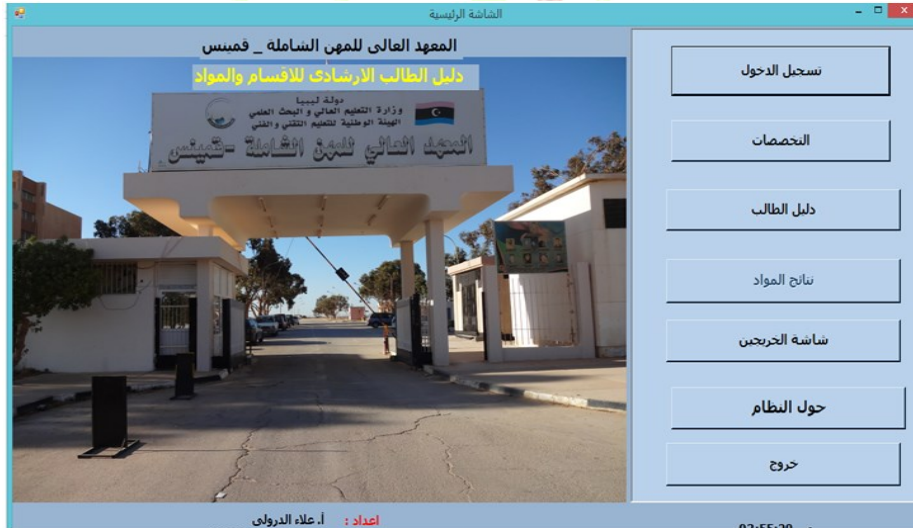 الشاشة الرئيسية
المعهد العالى للمهن الشاملة _ قمينس
دليل الطالب الارشادى للاقسام والمواد
دولة ليبيا
وزارة التعليم العالي و البحث العلمي
الهيئة الوطنية للتعليم التقني و الفني
المعهد العالي للمهن الشاملة -قمينس
تسجيل الدخول
التخصصات
دليل الطالب
نتائج المواد
شاشة الخريجين
حول النظام
خروج
اعداد : أ. علاء الدرولى